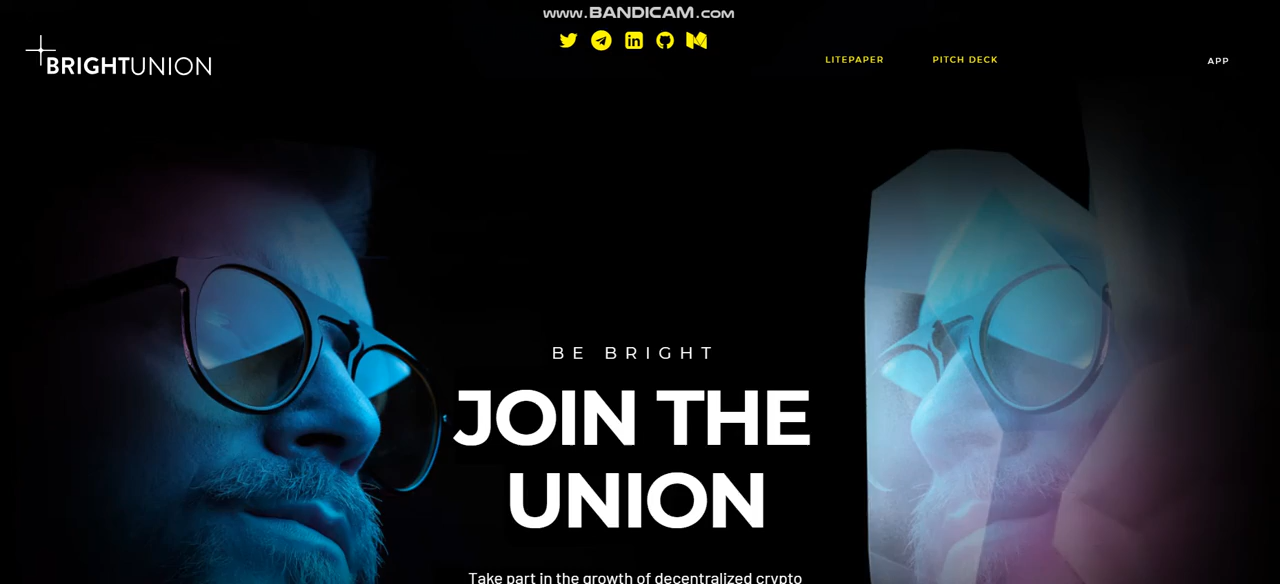 www.BANDICAM.com
BRIGHTUNION
LITEPAPER
PITCH DECK
APP
BE BRIGHT
JOIN THE
UNION
Take part in the growth of decentralized crypto